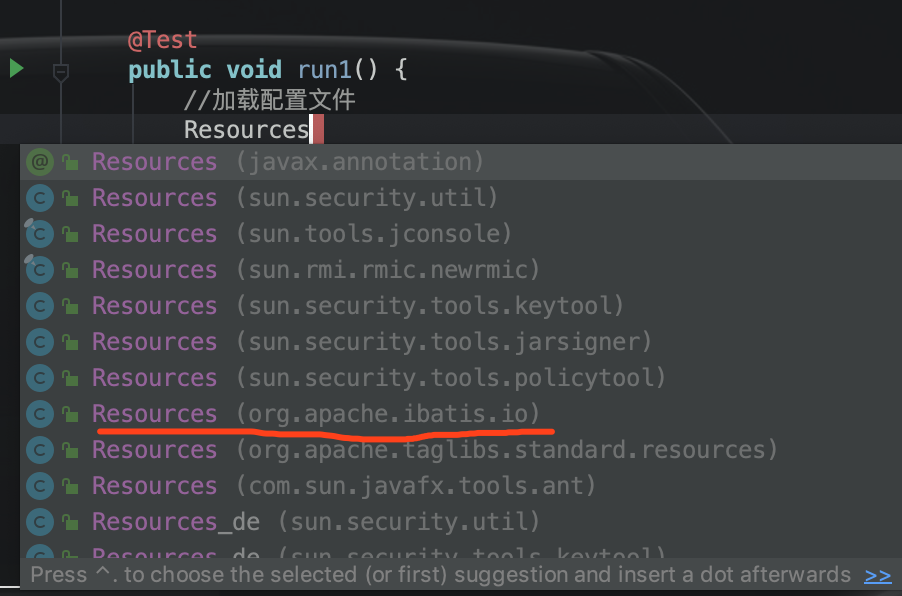 @Test
public void run1() {
//加载配置文件
Resources
@ Resources (javax.annotation)
C Resources (sun.security.util)
C Resources (sun.tools.jconsole)
C Resources (sun.rmi.rmic.newrmic)
C Resources (sun.security.tools.keytool)
C Resources (sun.security.tools.jarsigner)
C Resources (sun.security.tools.policytool)
C Resources (org.apache.ibatis.io)
C Resources (org.apache.taglibs.standard.resources)
C Resources (com.sun.javafx.tools.ant)
C Resources_de (sun.security.util)
C Resources_de (sun.security.tools.keytool)
Press ^. to choose the selected (or first) suggestion and insert a dot afterwards >>